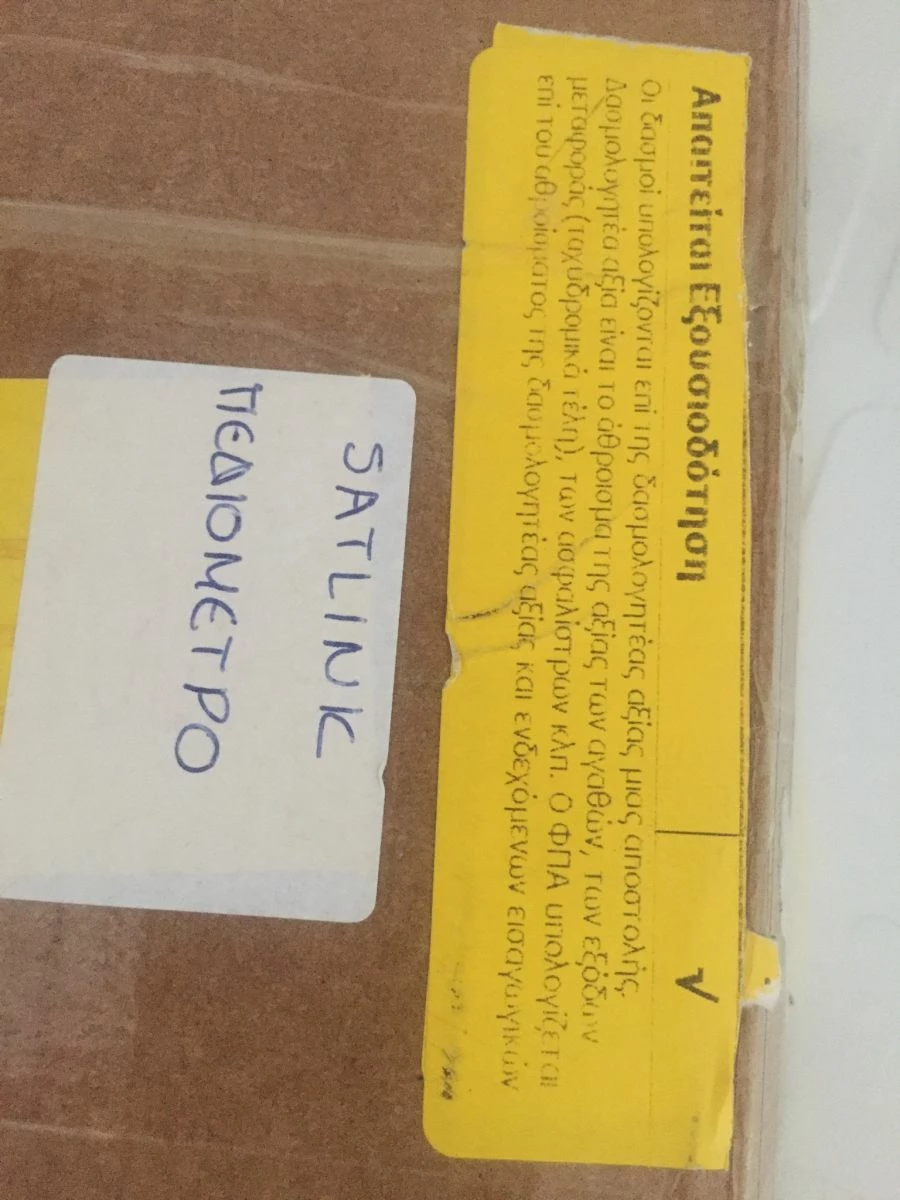 Απαιτείται Εξουσιοδότηση √
Οι δασμοί υπολογίζονται επί της δασμολογητέας αξίας μιας αποστολής.
Δασμολογητέα αξία είναι το άθροισμα της αξίας των αγαθών, των εξόδων
μεταφοράς (ταχυδρομικά τέλη), των ασφαλίστρων κλπ. Ο ΦΠΑ υπολογίζεται
επί του αθροίσματος της δασμολογητέας αξίας και ενδεχόμενων εισαγωγικών
SATLINK
ΠΕΔΙΟΜΕΤΡΟ